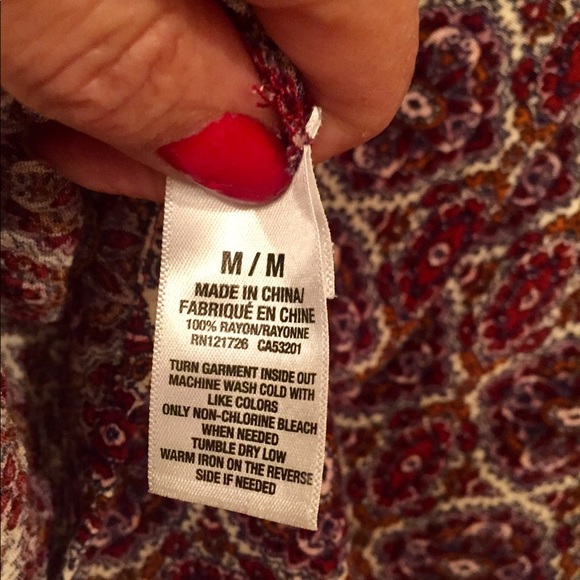 M / M
MADE IN CHINA/
FABRIQUÉ EN CHINE
100% RAYON/RAYONNE
RN121726 CA53201
TURN GARMENT INSIDE OUT
MACHINE WASH COLD WITH
LIKE COLORS
ONLY NON-CHLORINE BLEACH
WHEN NEEDED
TUMBLE DRY LOW
WARM IRON ON THE REVERSE
SIDE IF NEEDED